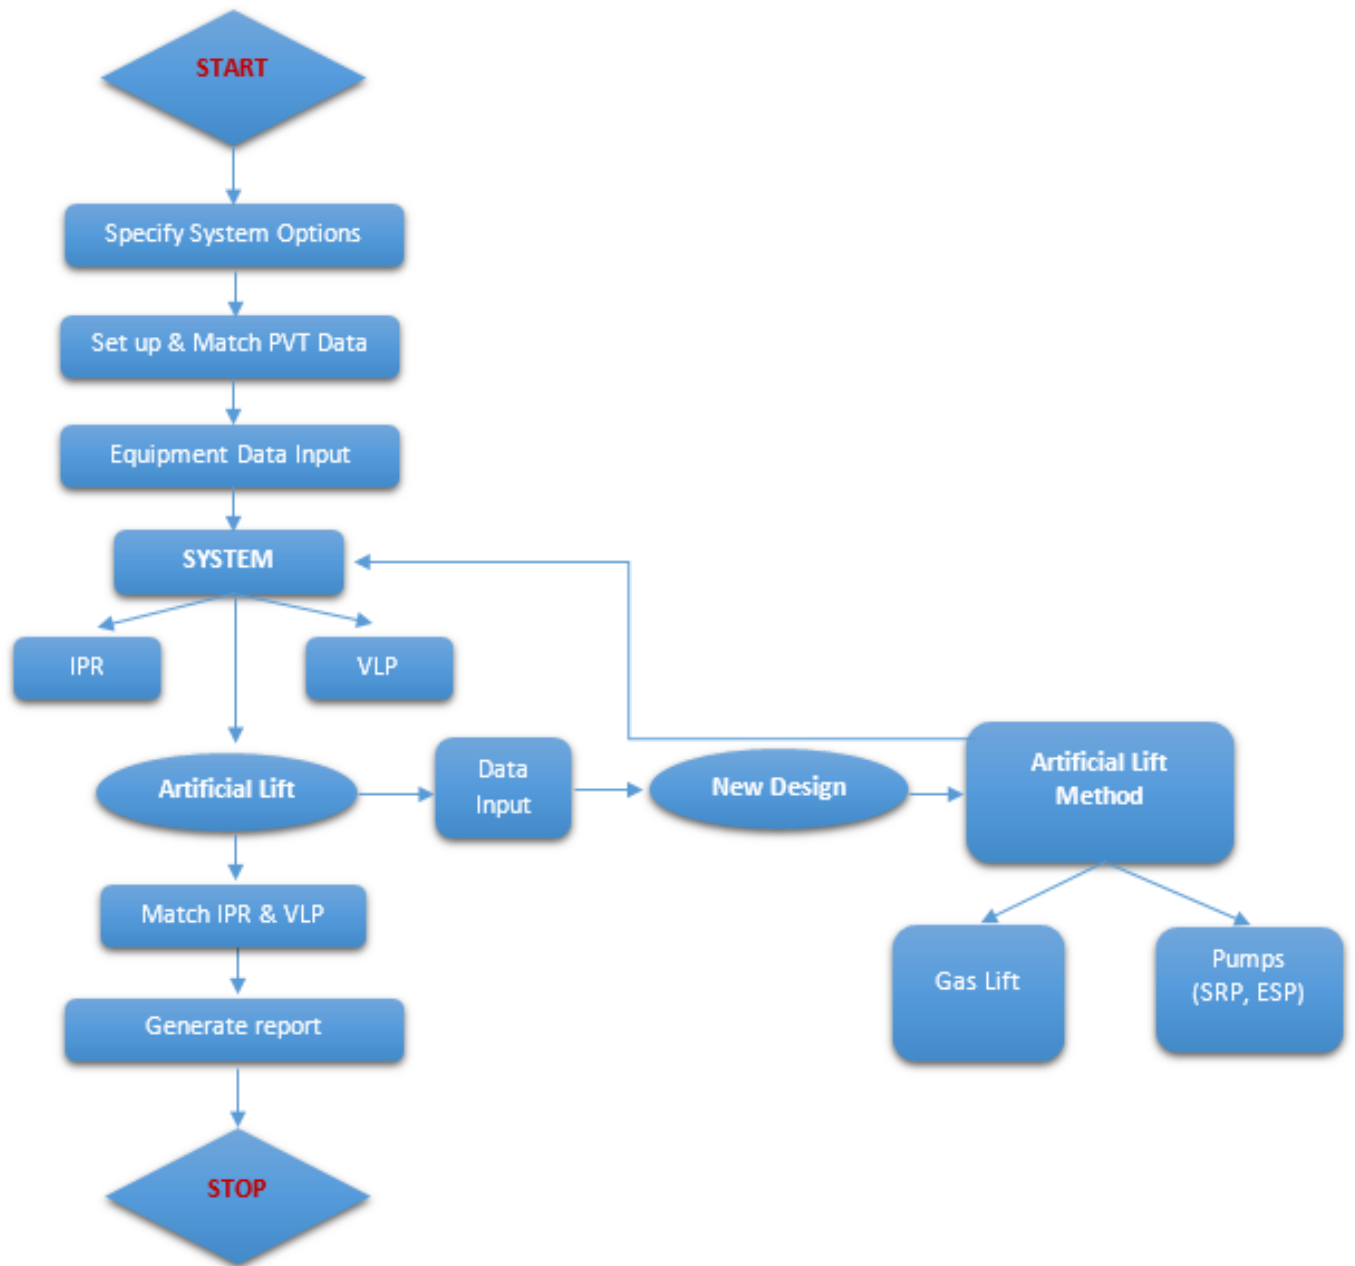 START
Specify System Options
Set up & Match PVT Data
Equipment Data Input
SYSTEM
IPR
VLP
Artificial Lift
Data
Input
New Design
Artificial Lift
Method
Match IPR & VLP
Gas Lift
Pumps
(SRP, ESP)
Generate report
STOP